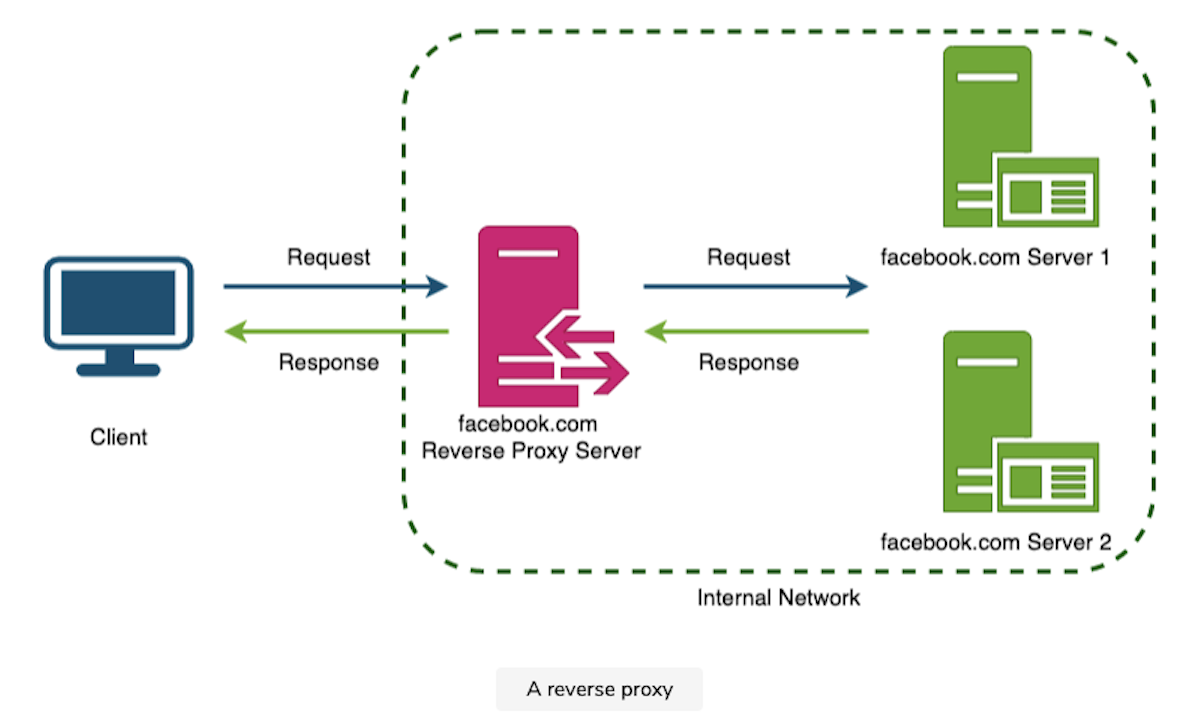 Request
Request
facebook.com Server 1
Response
Response
facebook.com
Reverse Proxy Server
Client
facebook.com Server 2
Internal Network
A reverse proxy